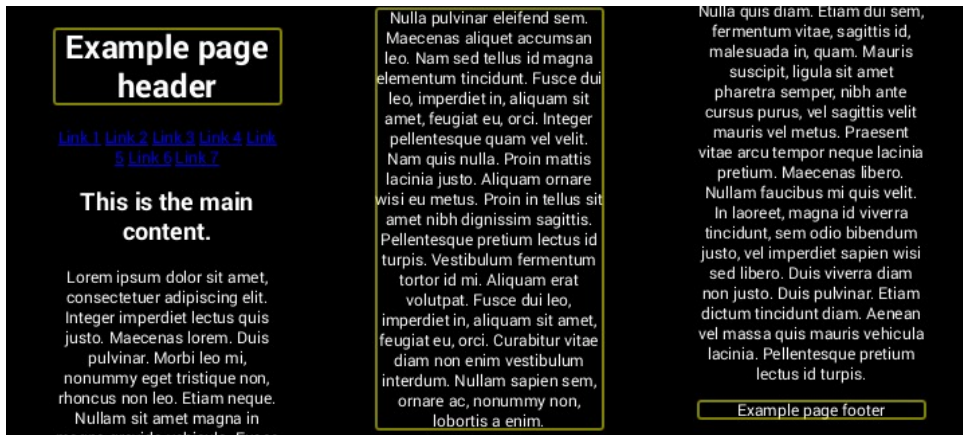 Example page
header
Link 1 Link 2 Link 3 Link 4 Link
5 Link 6 Link 7
This is the main
content.
Lorem ipsum dolor sit amet,
consectetuer adipiscing elit.
Integer imperdiet lectus quis
justo. Maecenas lorem. Duis
pulvinar. Morbi leo mi,
nonummy eget tristique non,
rhoncus non leo. Etiam neque.
Nullam sit amet magna in
Nulla pulvinar eleifend sem.
Maecenas aliquet accumsan
leo. Nam sed tellus id magna
elementum tincidunt. Fusce dui
leo, imperdiet in, aliquam sit
amet, feugiat eu, orci. Integer
pellentesque quam vel velit.
Nam quis nulla. Proin mattis
lacinia justo. Aliquam ornare
wisi eu metus. Proin in tellus sit
amet nibh dignissim sagittis.
Pellentesque pretium lectus id
turpis. Vestibulum fermentum
tortor id mi. Aliquam erat
volutpat. Fusce dui leo,
imperdiet in, aliquam sit amet,
feugiat eu, orci. Curabitur vitae
diam non enim vestibulum
interdum. Nullam sapien sem,
ornare ac, nonummy non,
lobortis a enim.
Nulla quis diam. Etiam dui sem,
fermentum vitae, sagittis id,
malesuada in, quam. Mauris
suscipit, ligula sit amet
pharetra semper, nibh ante
cursus purus, vel sagittis velit
mauris vel metus. Praesent
vitae arcu tempor neque lacinia
pretium. Maecenas libero.
Nullam faucibus mi quis velit.
In laoreet, magna id viverra
tincidunt, sem odio bibendum
justo, vel imperdiet sapien wisi
sed libero. Duis viverra diam
non justo. Duis pulvinar. Etiam
dictum tincidunt diam. Aenean
vel massa quis mauris vehicula
lacinia. Pellentesque pretium
lectus id turpis.
Example page footer